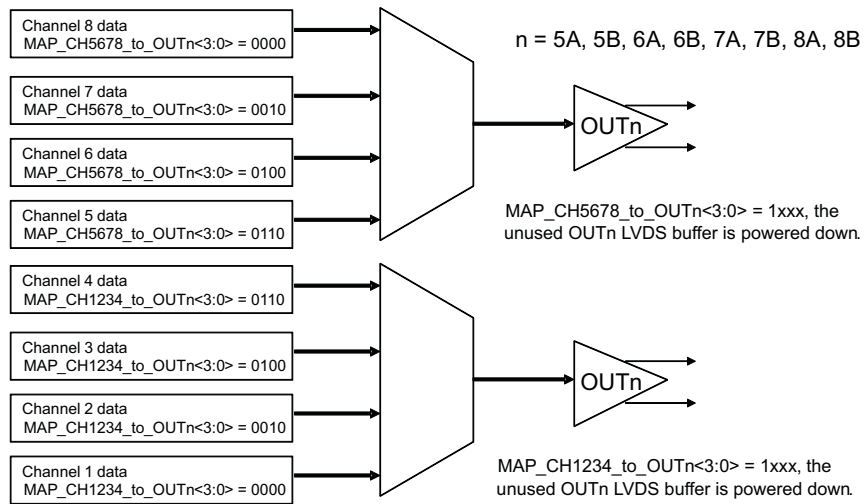 Channel 8 data
MAP_CH5678_to_OUTn<3:0> = 0000
n = 5A, 5B, 6A, 6B, 7A, 7B, 8A, 8B
Channel 7 data
MAP_CH5678_to_OUTn<3:0> = 0010
OUTn
Channel 6 data
MAP_CH5678_to_OUTn<3:0> = 0100
Channel 5 data
MAP_CH5678_to_OUTn<3:0> = 0110
MAP_CH5678_to_OUTn<3:0> = 1xxx, the
unused OUTn LVDS buffer is powered down.
Channel 4 data
MAP_CH1234_to_OUTn<3:0> = 0110
Channel 3 data
MAP_CH1234_to_OUTn<3:0> = 0100
OUTn
Channel 2 data
MAP_CH1234_to_OUTn<3:0> = 0010
Channel 1 data
MAP_CH1234_to_OUTn<3:0> = 0000
MAP_CH1234_to_OUTn<3:0> = 1xxx, the
unused OUTn LVDS buffer is powered down.